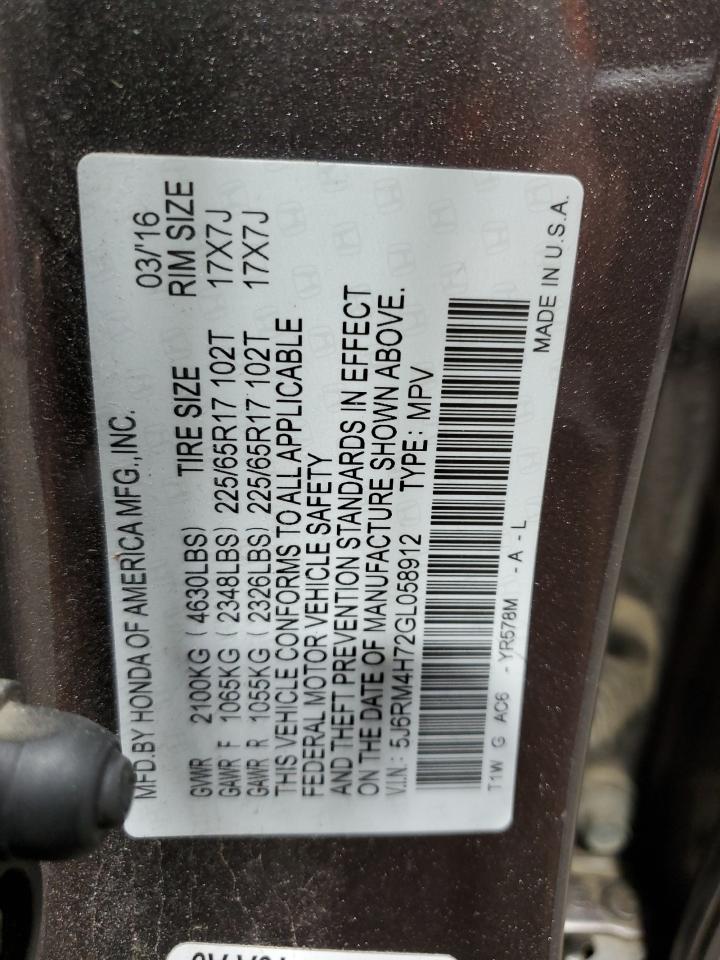 MFD.BY HONDA OF AMERICA MFG.,INC. 03/'16
GVWR 2100KG ( 4630LBS) TIRE SIZE RIM SIZE
GAWR F 1065KG ( 2348LBS) 225/65R17 102T 17X7J
GAWR R 1055KG ( 2326LBS) 225/65R17 102T 17X7J
THIS VEHICLE CONFORMS TO ALL APPLICABLE
FEDERAL MOTOR VEHICLE SAFETY
AND THEFT PREVENTION STANDARDS IN EFFECT
ON THE DATE OF MANUFACTURE SHOWN ABOVE.
V.I.N.: 5J6RM4H72GL058912 TYPE: MPV
T1W G AC6 - YR578M - A - L MADE IN U.S.A.